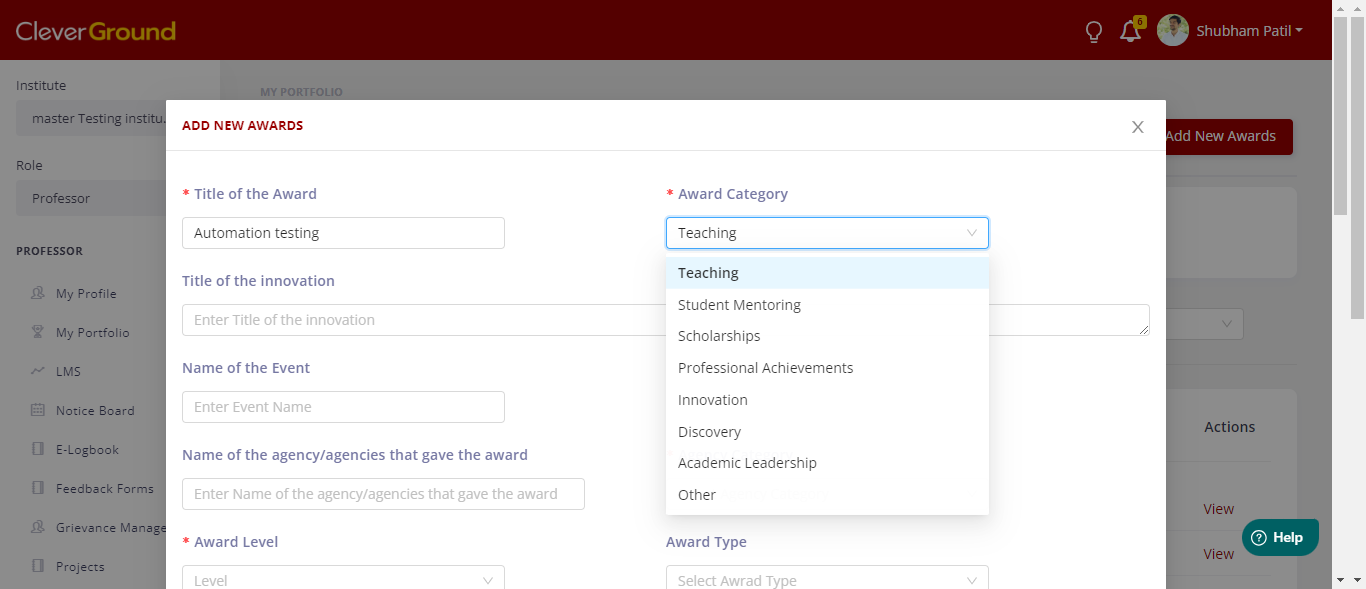 CleverGround
6
Shubham Patil
Institute
master Testing institu.
Role
Professor
PROFESSOR
My Profile
My Portfolio
LMS
Notice Board
E-Logbook
Feedback Forms
Grievance Manage
Projects
MY PORTFOLIO
Add New Awards
ADD NEW AWARDS
* Title of the Award
Automation testing
* Award Category
Teaching
Teaching
Student Mentoring
Scholarships
Professional Achievements
Innovation
Discovery
Academic Leadership
Other
Title of the innovation
Enter Title of the innovation
Name of the Event
Enter Event Name
Name of the agency/agencies that gave the award
Enter Name of the agency/agencies that gave the award
* Award Level
Level
Award Type
Select Awrad Type
Actions
View
View
Help